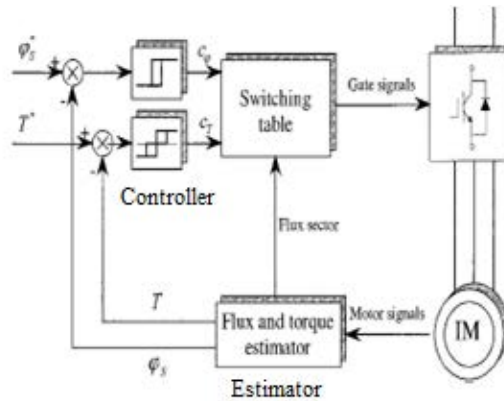 φs*
+
-
cφ
Switching
table
Gate signals
T*
+
-
cT
Controller
Flux sector
T
Flux and torque
estimator
Motor signals
IM
φs
Estimator